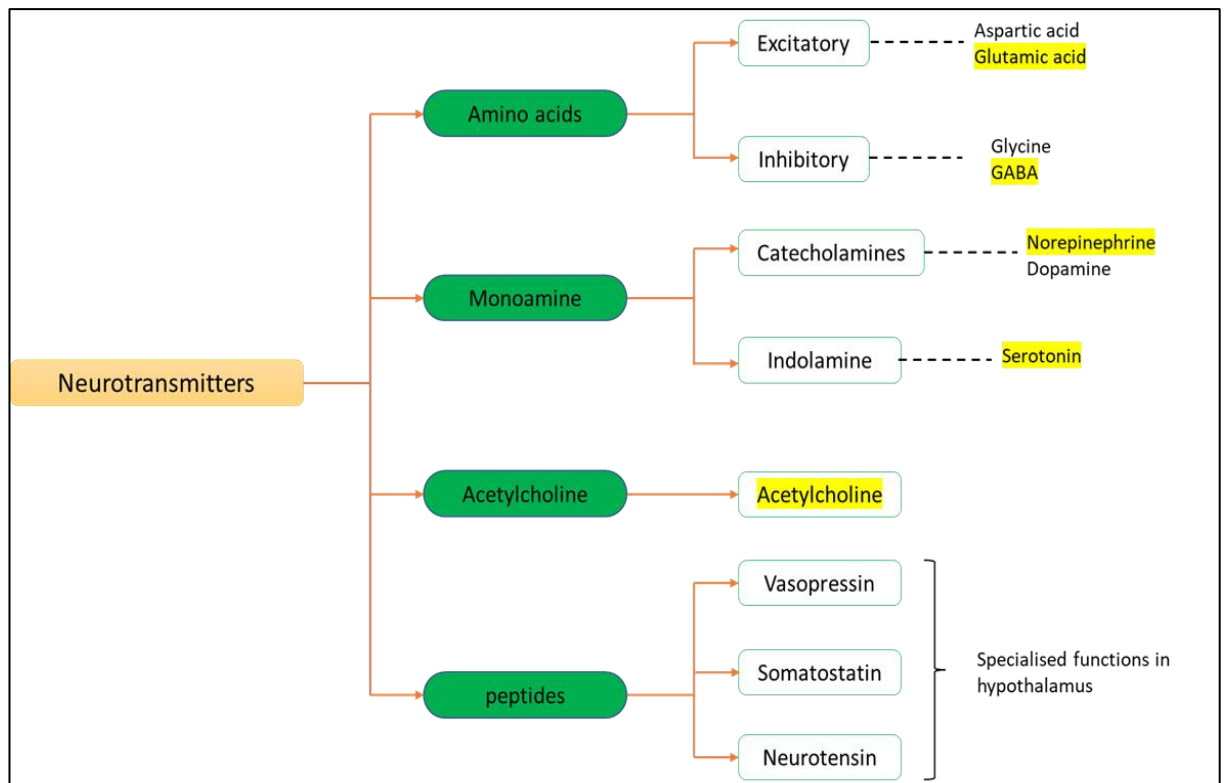 Excitatory
Aspartic acid
Glutamic acid
Amino acids
Inhibitory
Glycine
GABA
Catecholamines
Norepinephrine
Dopamine
Monoamine
Indolamine
Serotonin
Neurotransmitters
Acetylcholine
Acetylcholine
Vasopressin
peptides
Somatostatin
Specialised functions in
hypothalamus
Neurotensin